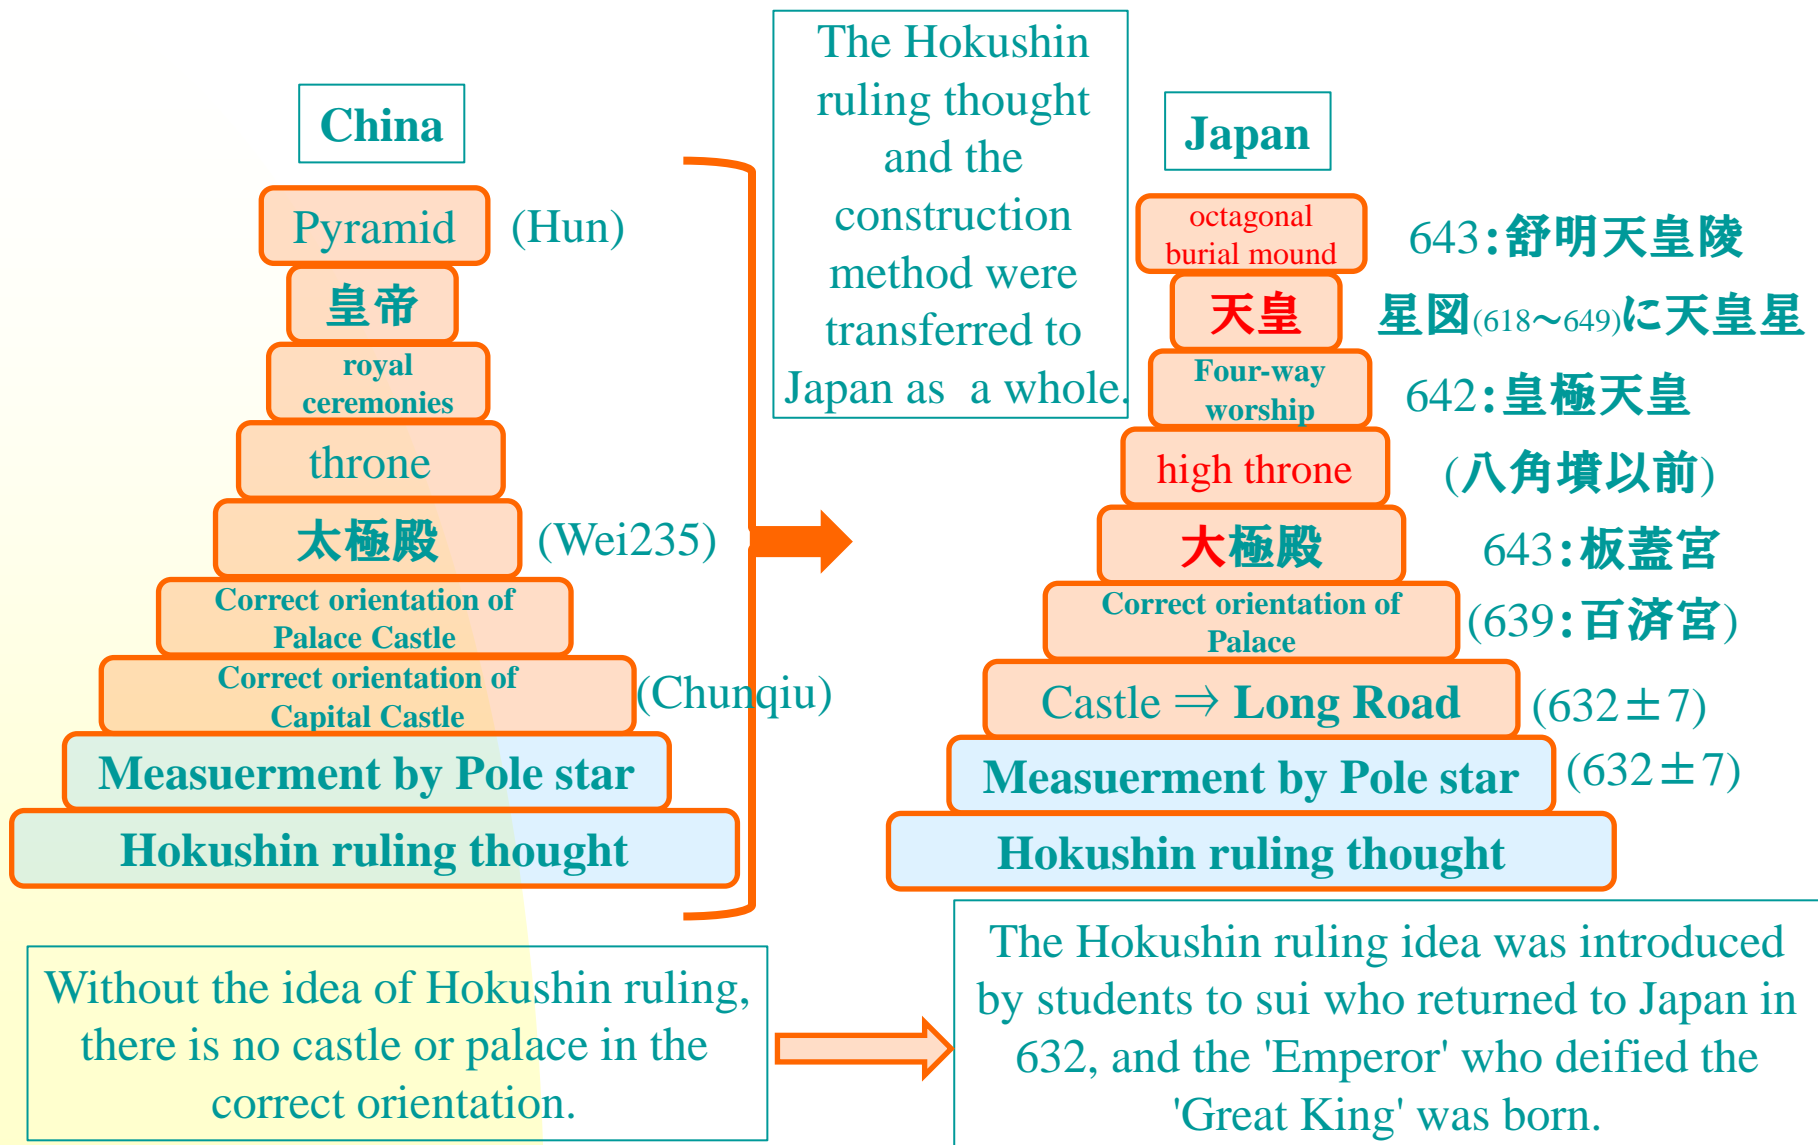 China
Pyramid
(Hun)
皇帝
royal
ceremonies
throne
太極殿
(Wei235)
Correct orientation of
Palace Castle
Correct orientation of
Capital Castle
(Chunqiu)
Measuerment by Pole star
Hokushin ruling thought
The Hokushin
ruling thought
and the
construction
method were
transferred to
Japan as a whole.
Japan
octagonal
burial mound
643:舒明天皇陵
天皇
星図(618～649)に天皇星
Four-way
worship
642:皇極天皇
high throne
(八角墳以前)
大極殿
643:板蓋宮
Correct orientation of
Palace
(639:百済宮)
Castle ⇒ Long Road
(632±7)
Measuerment by Pole star
(632±7)
Hokushin ruling thought
Without the idea of Hokushin ruling,
there is no castle or palace in the
correct orientation.
The Hokushin ruling idea was introduced
by students to sui who returned to Japan in
632, and the 'Emperor' who deified the
'Great King' was born.